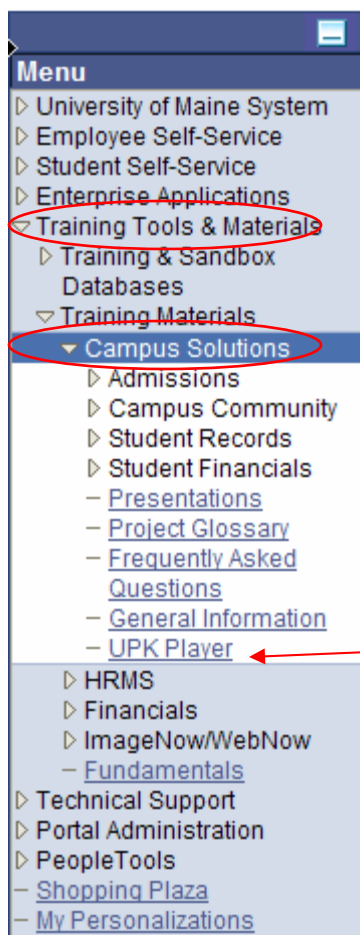 Menu
University of Maine System
Employee Self-Service
Student Self-Service
Enterprise Applications
Training Tools & Materials
Training & Sandbox
Databases
Training Materials
Campus Solutions
Admissions
Campus Community
Student Records
Student Financials
Presentations
Project Glossary
Frequently Asked
Questions
General Information
UPK Player
HRMS
Financials
ImageNow/WebNow
Fundamentals
Technical Support
Portal Administration
PeopleTools
Shopping Plaza
My Personalizations